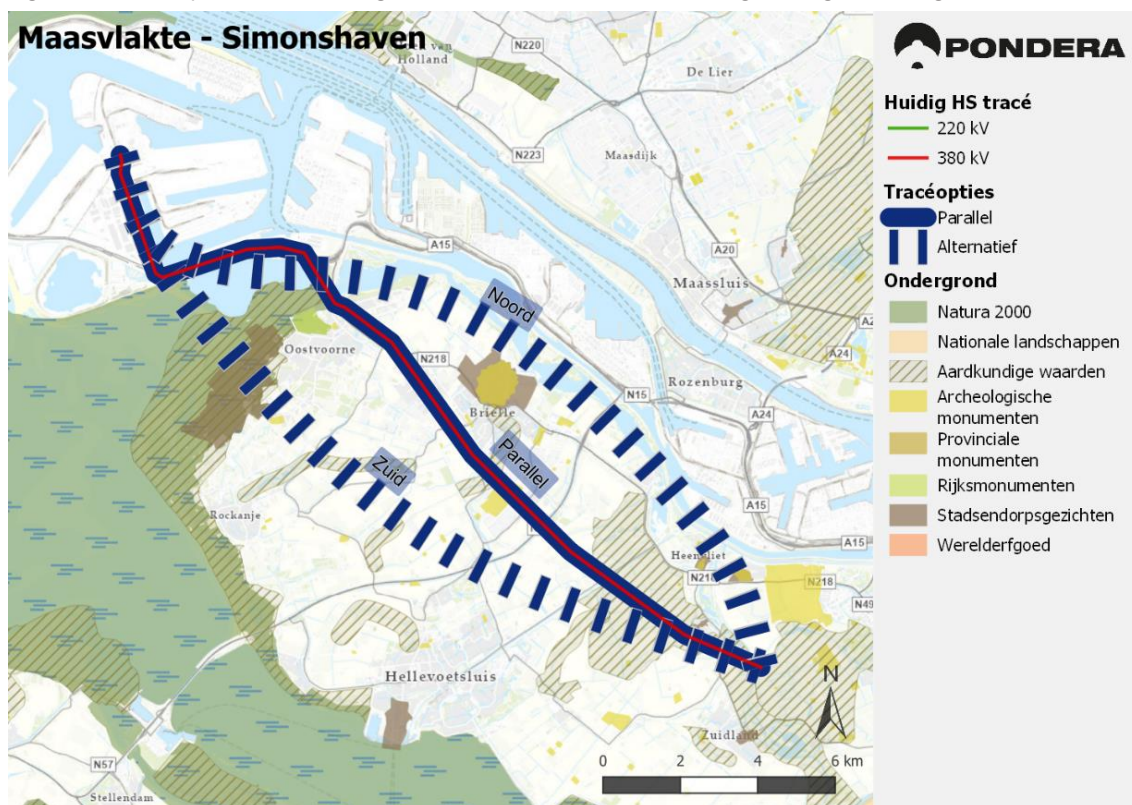 Maasvlakte - Simonshaven
Holland
N220
De Lier
N223
Maasdijk
A15
A20
Maassluis
Noord
Oostvoorne
N218
Rozenburg
A24
N15
A24
Brielle
Parallel
Zuid
Rockanje
A15
A15
Heenvliet
N218
N218
N49
Hellevoetsluis
Zuidland
N57
Stellendam
N
0 2 4 6 km
PONDERA
Huidig HS tracé
220 kV
380 kV
Tracéopties
Parallel
Alternatief
Ondergrond
Natura 2000
Nationale landschappen
Aardkundige waarden
Archeologische
monumenten
Provinciale
monumenten
Rijksmonumenten
Stadsendorpsgezichten
Werelderfgoed